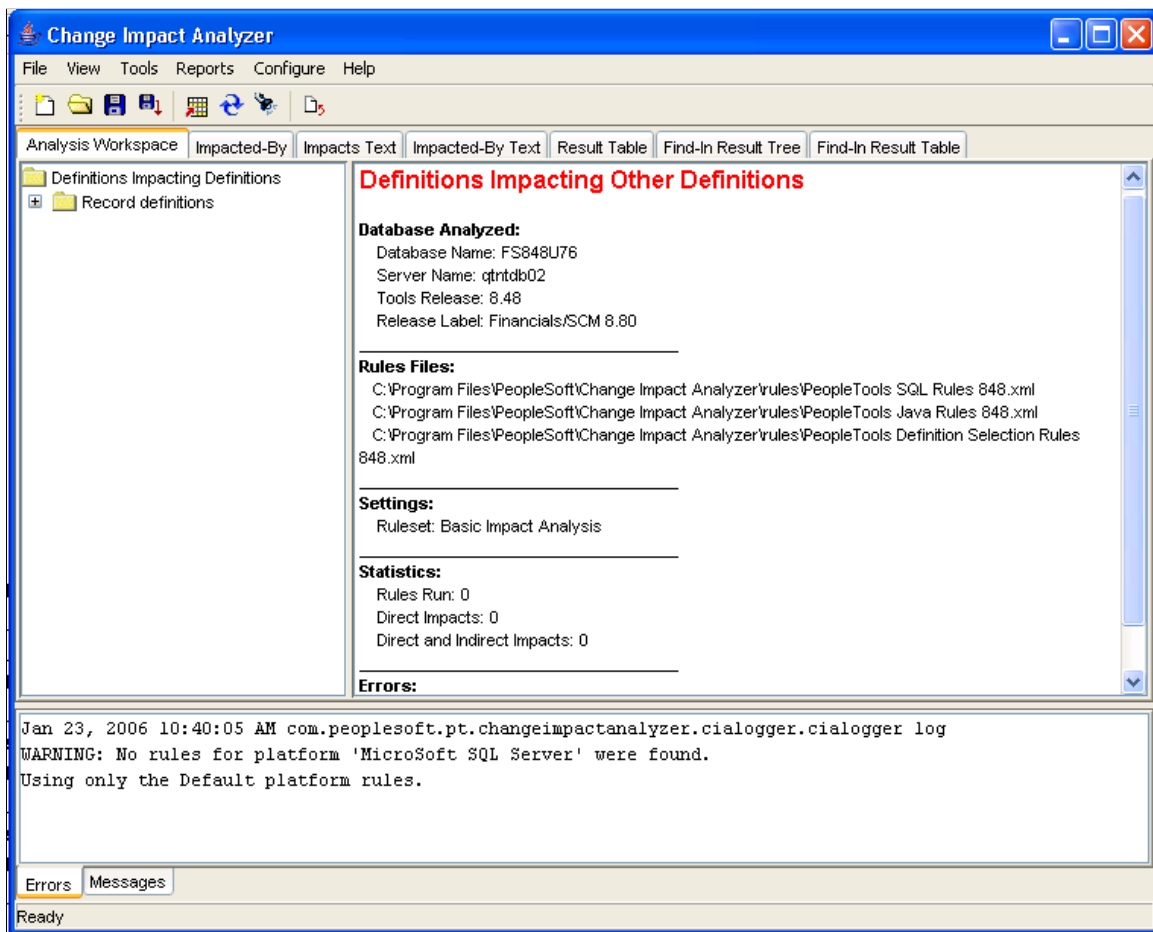 Change Impact Analyzer
File View Tools Reports Configure Help
Analysis Workspace Impacted-By Impacts Text Impacted-By Text Result Table Find-In Result Tree Find-In Result Table
Definitions Impacting Definitions
Record definitions
Definitions Impacting Other Definitions
Database Analyzed:
Database Name: FS848U76
Server Name: qtntdb02
Tools Release: 8.48
Release Label: Financials/SCM 8.80
Rules Files:
C:\Program Files\PeopleSoft\Change Impact Analyzer\rules\PeopleTools SQL Rules 848.xml
C:\Program Files\PeopleSoft\Change Impact Analyzer\rules\PeopleTools Java Rules 848.xml
C:\Program Files\PeopleSoft\Change Impact Analyzer\rules\PeopleTools Definition Selection Rules
848.xml
Settings:
Ruleset: Basic Impact Analysis
Statistics:
Rules Run: 0
Direct Impacts: 0
Direct and Indirect Impacts: 0
Errors:
Jan 23, 2006 10:40:05 AM com.peoplesoft.pt.changeimpactanalyzer.cialogger.cialogger log
WARNING: No rules for platform 'MicroSoft SQL Server' were found.
Using only the Default platform rules.
Errors Messages
Ready